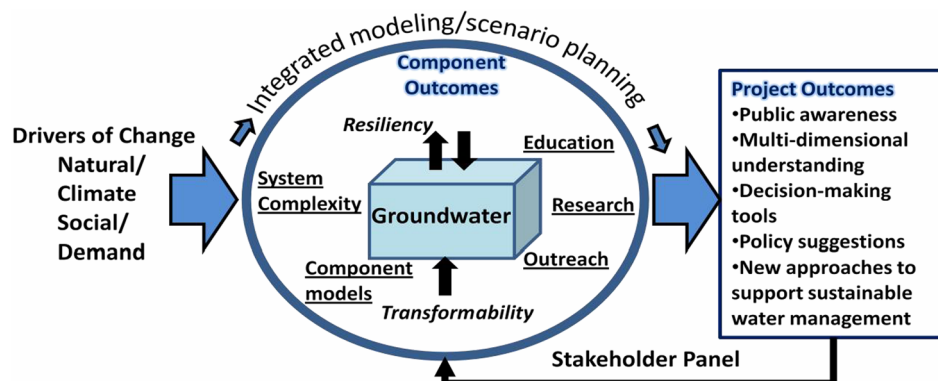 Integrated modeling/scenario planning
Drivers of Change
Natural/
Climate
Social/
Demand
Component
Outcomes
Resiliency
Education
System
Complexity
Groundwater
Research
Component
models
Outreach
Transformability
Project Outcomes
•Public awareness
•Multi-dimensional
understanding
•Decision-making
tools
•Policy suggestions
•New approaches to
support sustainable
water management
Stakeholder Panel